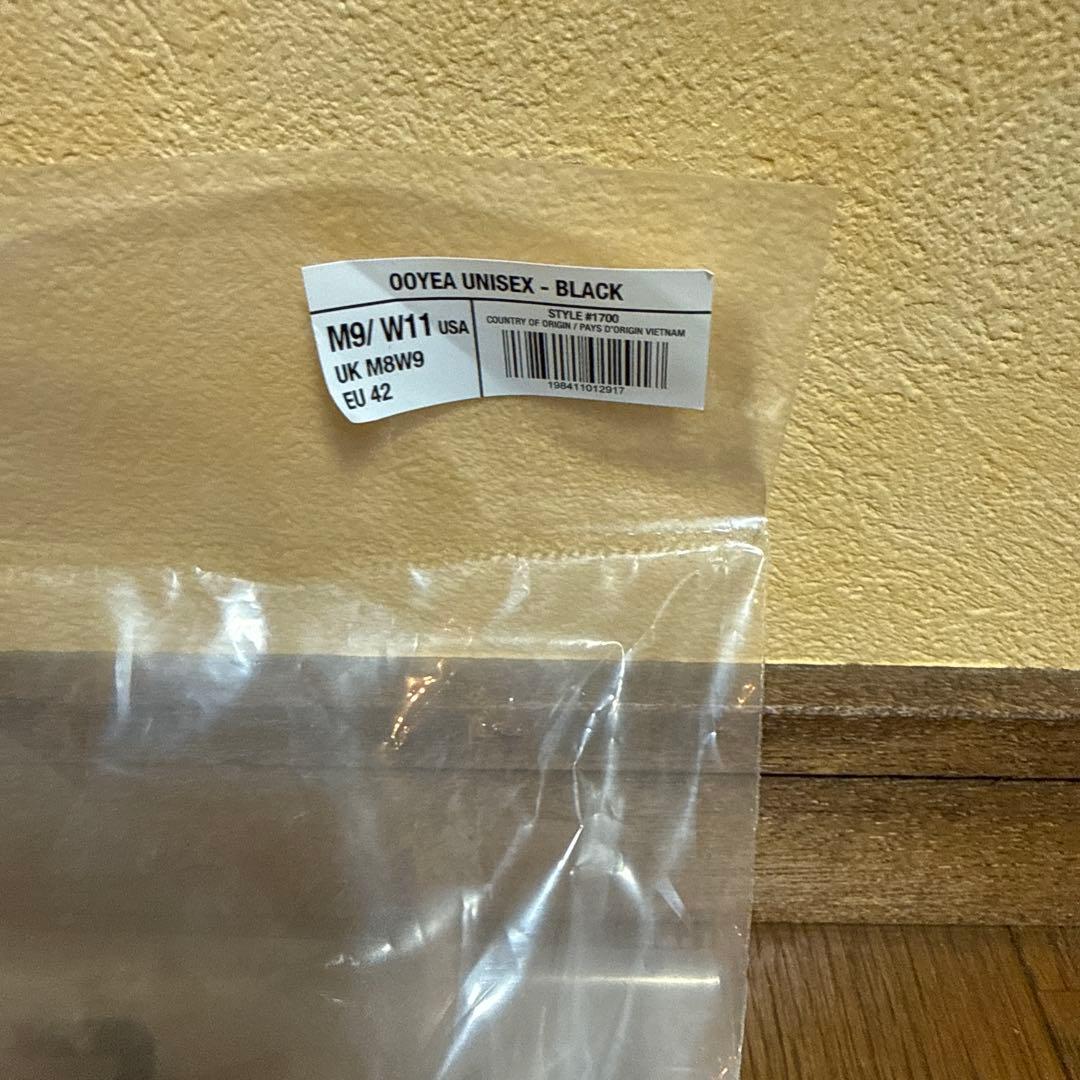 OOYEA UNISEX - BLACK
M9/ W11 USA
UK M8W9
EU 42
STYLE #1700
COUNTRY OF ORIGIN / PAYS D'ORIGIN VIETNAM
198411012917